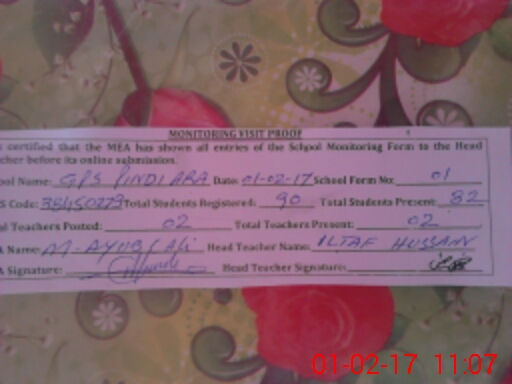 MONITORING VISIT PROOF
certified that the MEA has shown all entries of the School Monitoring Form to the Head
cher before its online submission.
ool Name: GPS PINDI ARA Date: 01-02-17 School Form No: 01
S Code: 38450279 Total Students Registered: 90 Total Students Present: 82
l Teachers Posted: 02 Total Teachers Present: 02
Name: M-AYUB Ali Head Teacher Name: ILTAF HUSSAIN
Signature: Head Teacher Signature:
01-02-17 11:07